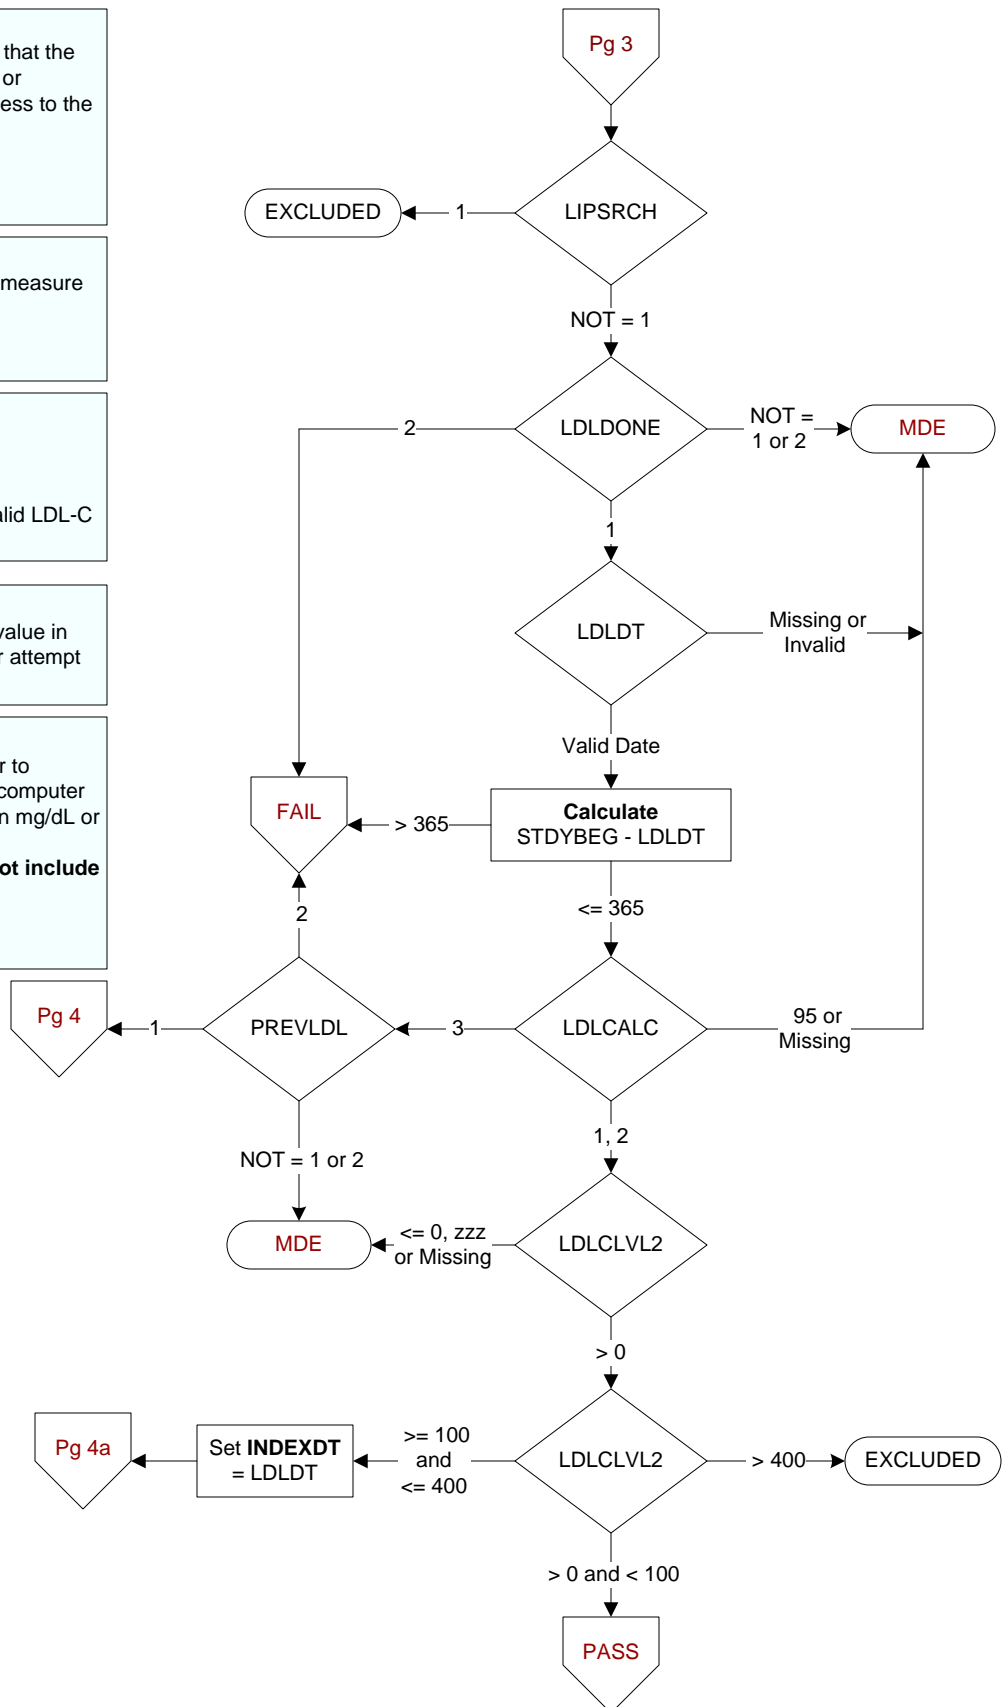 that the
or
ess to the
measure
alid LDL-C
value in
r attempt
r to
computer
n mg/dL or
ot include
Pg 3
LIPSRCH
1
EXCLUDED
NOT = 1
LDLDONE
2
NOT =
1 or 2
MDE
1
LDLDT
Missing or
Invalid
Valid Date
Calculate
STDYBEG - LDLDT
> 365
FAIL
<= 365
2
LDLCALC
3
PREVLDL
1
Pg 4
95 or
Missing
NOT = 1 or 2
1, 2
LDLCLVL2
<= 0, zzz
or Missing
MDE
> 0
LDLCLVL2
>= 100
and
<= 400
Set INDEXDT
= LDLDT
Pg 4a
> 400
EXCLUDED
> 0 and < 100
PASS